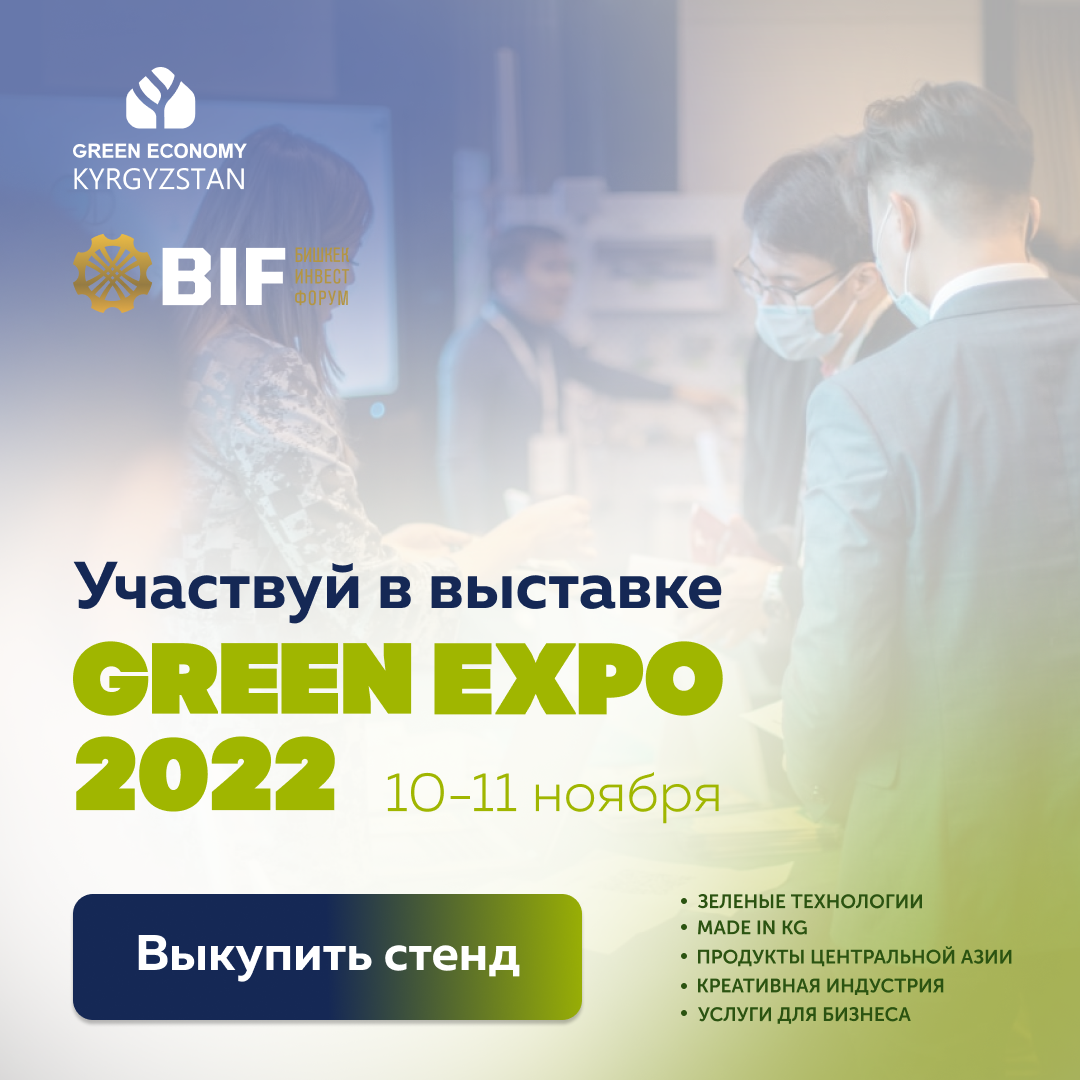 GREEN ECONOMY
KYRGYZSTAN
BIF
БИШКЕК
ИНВЕСТ
ФОРУМ
Участвуй в выставке
GREEN EXPO
2022 10-11 ноября
Выкупить стенд
• ЗЕЛЕНЫЕ ТЕХНОЛОГИИ
• MADE IN KG
• ПРОДУКТЫ ЦЕНТРАЛЬНОЙ АЗИИ
• КРЕАТИВНАЯ ИНДУСТРИЯ
• УСЛУГИ ДЛЯ БИЗНЕСА